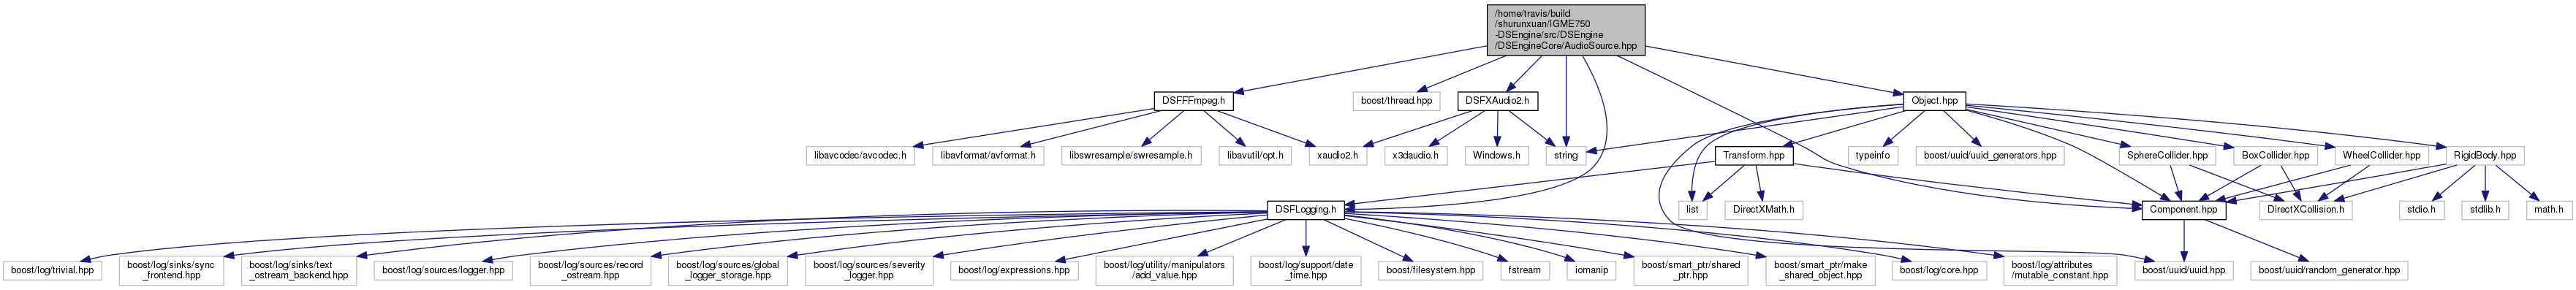 /home/travis/build
/shurunxuan/IGME750
-DSEngine/src/DSEngine
/DSEngineCore/AudioSource.hpp
DSFFFmpeg.h
boost/thread.hpp
DSFXAudio2.h
Object.hpp
libavcodec/avcodec.h
libavformat/avformat.h
libswresample/swresample.h
libavutil/opt.h
xaudio2.h
x3daudio.h
Windows.h
string
Transform.hpp
typeinfo
boost/uuid/uuid_generators.hpp
SphereCollider.hpp
BoxCollider.hpp
WheelCollider.hpp
RigidBody.hpp
DSFLogging.h
list
DirectXMath.h
Component.hpp
DirectXCollision.h
stdio.h
stdlib.h
math.h
boost/log/trivial.hpp
boost/log/sinks/sync
_frontend.hpp
boost/log/sinks/text
_ostream_backend.hpp
boost/log/sources/logger.hpp
boost/log/sources/record
_ostream.hpp
boost/log/sources/global
_logger_storage.hpp
boost/log/sources/severity
_logger.hpp
boost/log/expressions.hpp
boost/log/utility/manipulators
/add_value.hpp
boost/log/support/date
_time.hpp
boost/filesystem.hpp
fstream
iomanip
boost/smart_ptr/shared
_ptr.hpp
boost/smart_ptr/make
_shared_object.hpp
boost/log/core.hpp
boost/log/attributes
/mutable_constant.hpp
boost/uuid/uuid.hpp
boost/uuid/random_generator.hpp